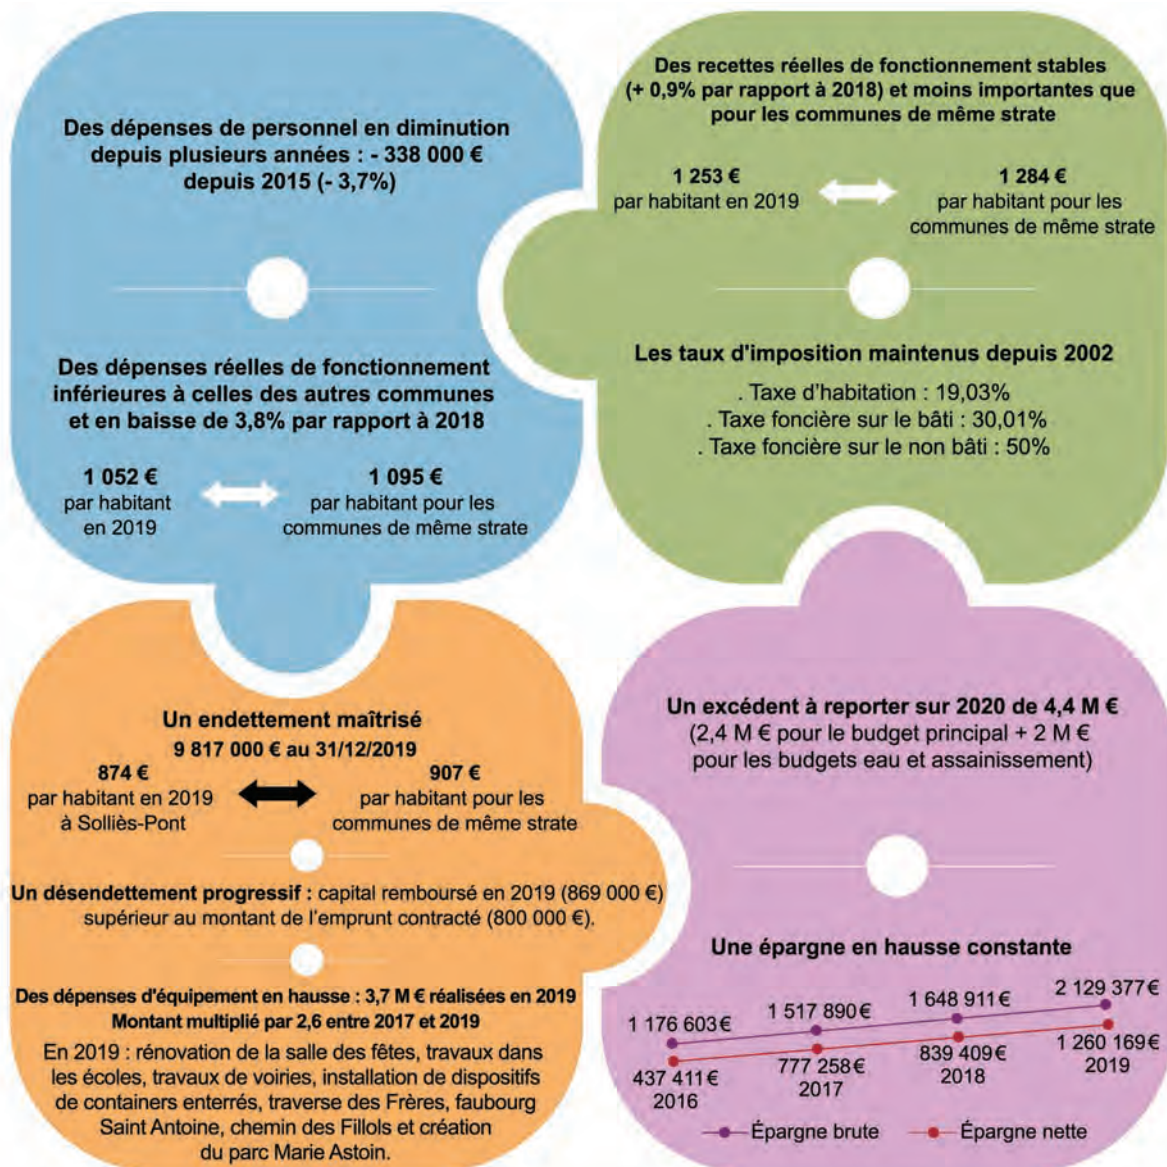 Des dépenses de personnel en diminution
depuis plusieurs années : - 338 000 €
depuis 2015 (- 3,7%)
Des dépenses réelles de fonctionnement
inférieures à celles des autres communes
et en baisse de 3,8% par rapport à 2018
1 052 €
par habitant
en 2019
1 095 €
par habitant pour les
communes de même strate
Des recettes réelles de fonctionnement stables
(+ 0,9% par rapport à 2018) et moins importantes que
pour les communes de même strate
1 253 €
par habitant en 2019
1 284 €
par habitant pour les
communes de même strate
Les taux d'imposition maintenus depuis 2002
. Taxe d’habitation : 19,03%
. Taxe foncière sur le bâti : 30,01%
. Taxe foncière sur le non bâti : 50%
Un endettement maîtrisé
9 817 000 € au 31/12/2019
874 €
par habitant en 2019
à Solliès-Pont
907 €
par habitant pour les
communes de même strate
Un désendettement progressif : capital remboursé en 2019 (869 000 €)
supérieur au montant de l’emprunt contracté (800 000 €).
Des dépenses d'équipement en hausse : 3,7 M € réalisées en 2019
Montant multiplié par 2,6 entre 2017 et 2019
En 2019 : rénovation de la salle des fêtes, travaux dans
les écoles, travaux de voiries, installation de dispositifs
de containers enterrés, traverse des Frères, faubourg
Saint Antoine, chemin des Fillols et création
du parc Marie Astoin.
Un excédent à reporter sur 2020 de 4,4 M €
(2,4 M € pour le budget principal + 2 M €
pour les budgets eau et assainissement)
Une épargne en hausse constante
1 176 603 €
1 517 890 €
1 648 911 €
2 129 377 €
437 411 €
777 258 €
839 409 €
1 260 169 €
2016
2017
2018
2019
Épargne brute
Épargne nette